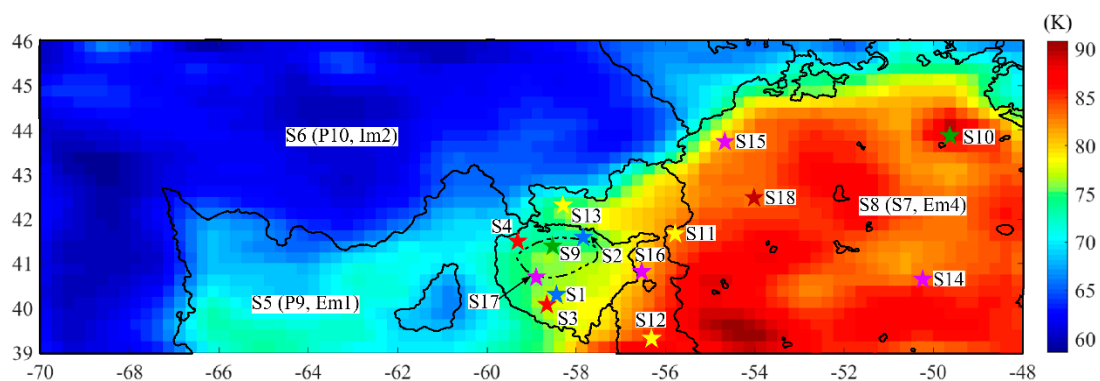 (K)
46
45
44
43
42
41
40
39
S6 (P10, Im2)
S15
S10
S18
S8 (S7, Em4)
S13
S4
S11
S2
S9
S16
S14
S17
S1
S5 (P9, Em1)
S3
S12
-70
-68
-66
-64
-62
-60
-58
-56
-54
-52
-50
-48
90
85
80
75
70
65
60